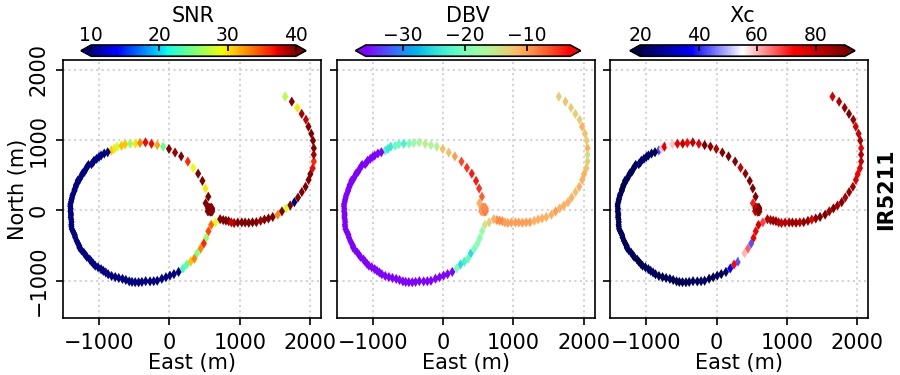 SNR DBV Xc
10 20 30 40 −30 −20 −10 20 40 60 80
2000
1000
0
−1000
North (m)
−1000 0 1000 2000 −1000 0 1000 2000 −1000 0 1000 2000
East (m) East (m) East (m)
IR5211